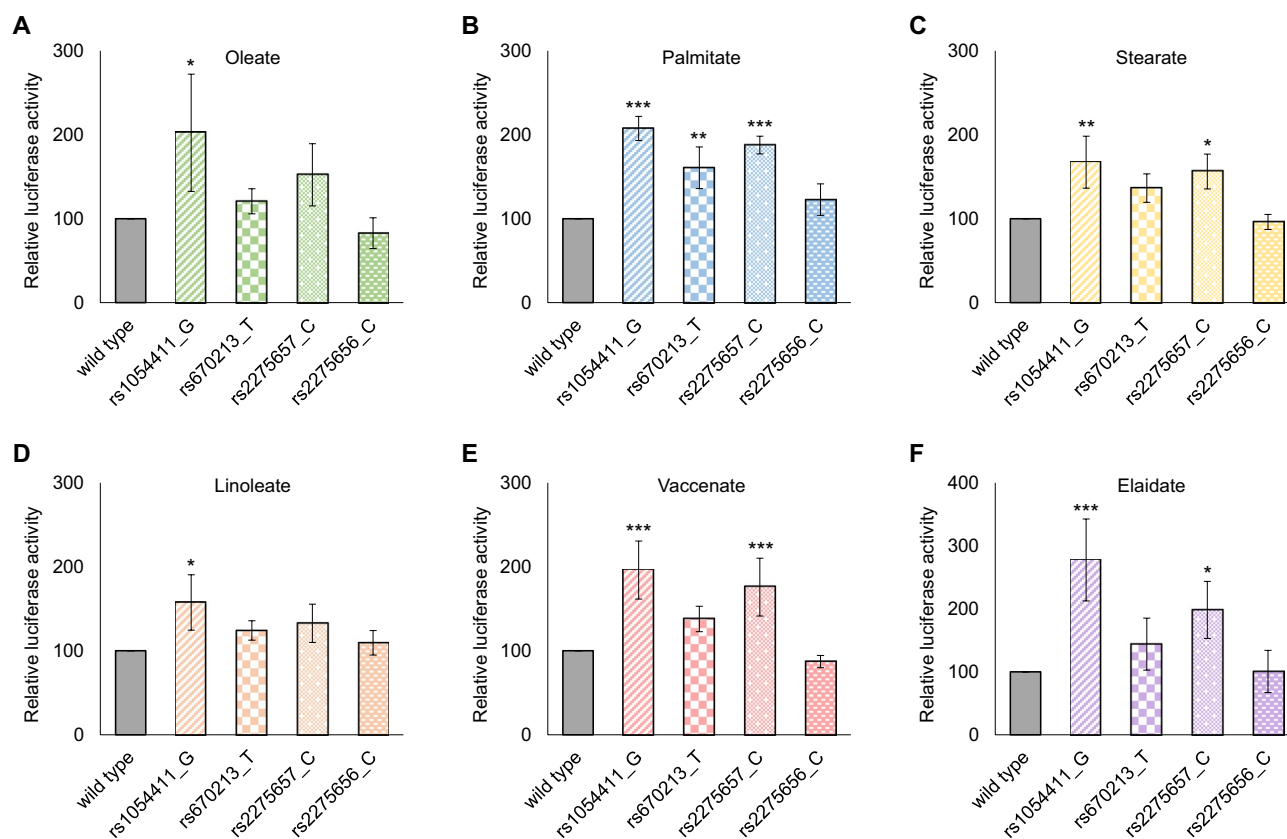 A
Oleate
Relative luciferase activity
300
*
200
100
0
wild type
rs1054411_G
rs670213_T
rs2275657_C
rs2275656_C
B
Palmitate
Relative luciferase activity
300
***
**
***
200
100
0
wild type
rs1054411_G
rs670213_T
rs2275657_C
rs2275656_C
C
Stearate
Relative luciferase activity
300
**
*
200
100
0
wild type
rs1054411_G
rs670213_T
rs2275657_C
rs2275656_C
D
Linoleate
Relative luciferase activity
300
*
200
100
0
wild type
rs1054411_G
rs670213_T
rs2275657_C
rs2275656_C
E
Vaccenate
Relative luciferase activity
300
***
***
200
100
0
wild type
rs1054411_G
rs670213_T
rs2275657_C
rs2275656_C
F
Elaidate
Relative luciferase activity
400
***
*
300
200
100
0
wild type
rs1054411_G
rs670213_T
rs2275657_C
rs2275656_C